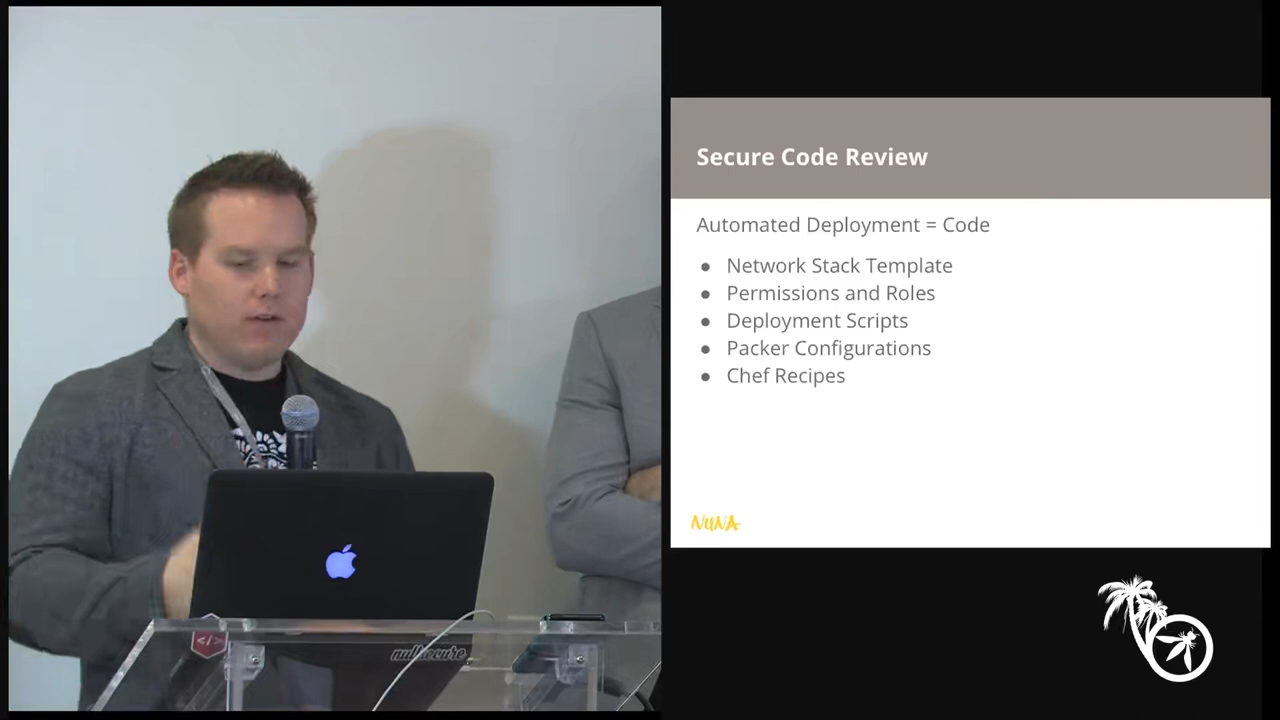 Secure Code Review
Automated Deployment = Code
● Network Stack Template
● Permissions and Roles
● Deployment Scripts
● Packer Configurations
● Chef Recipes
NUNA
</>
nullsecure